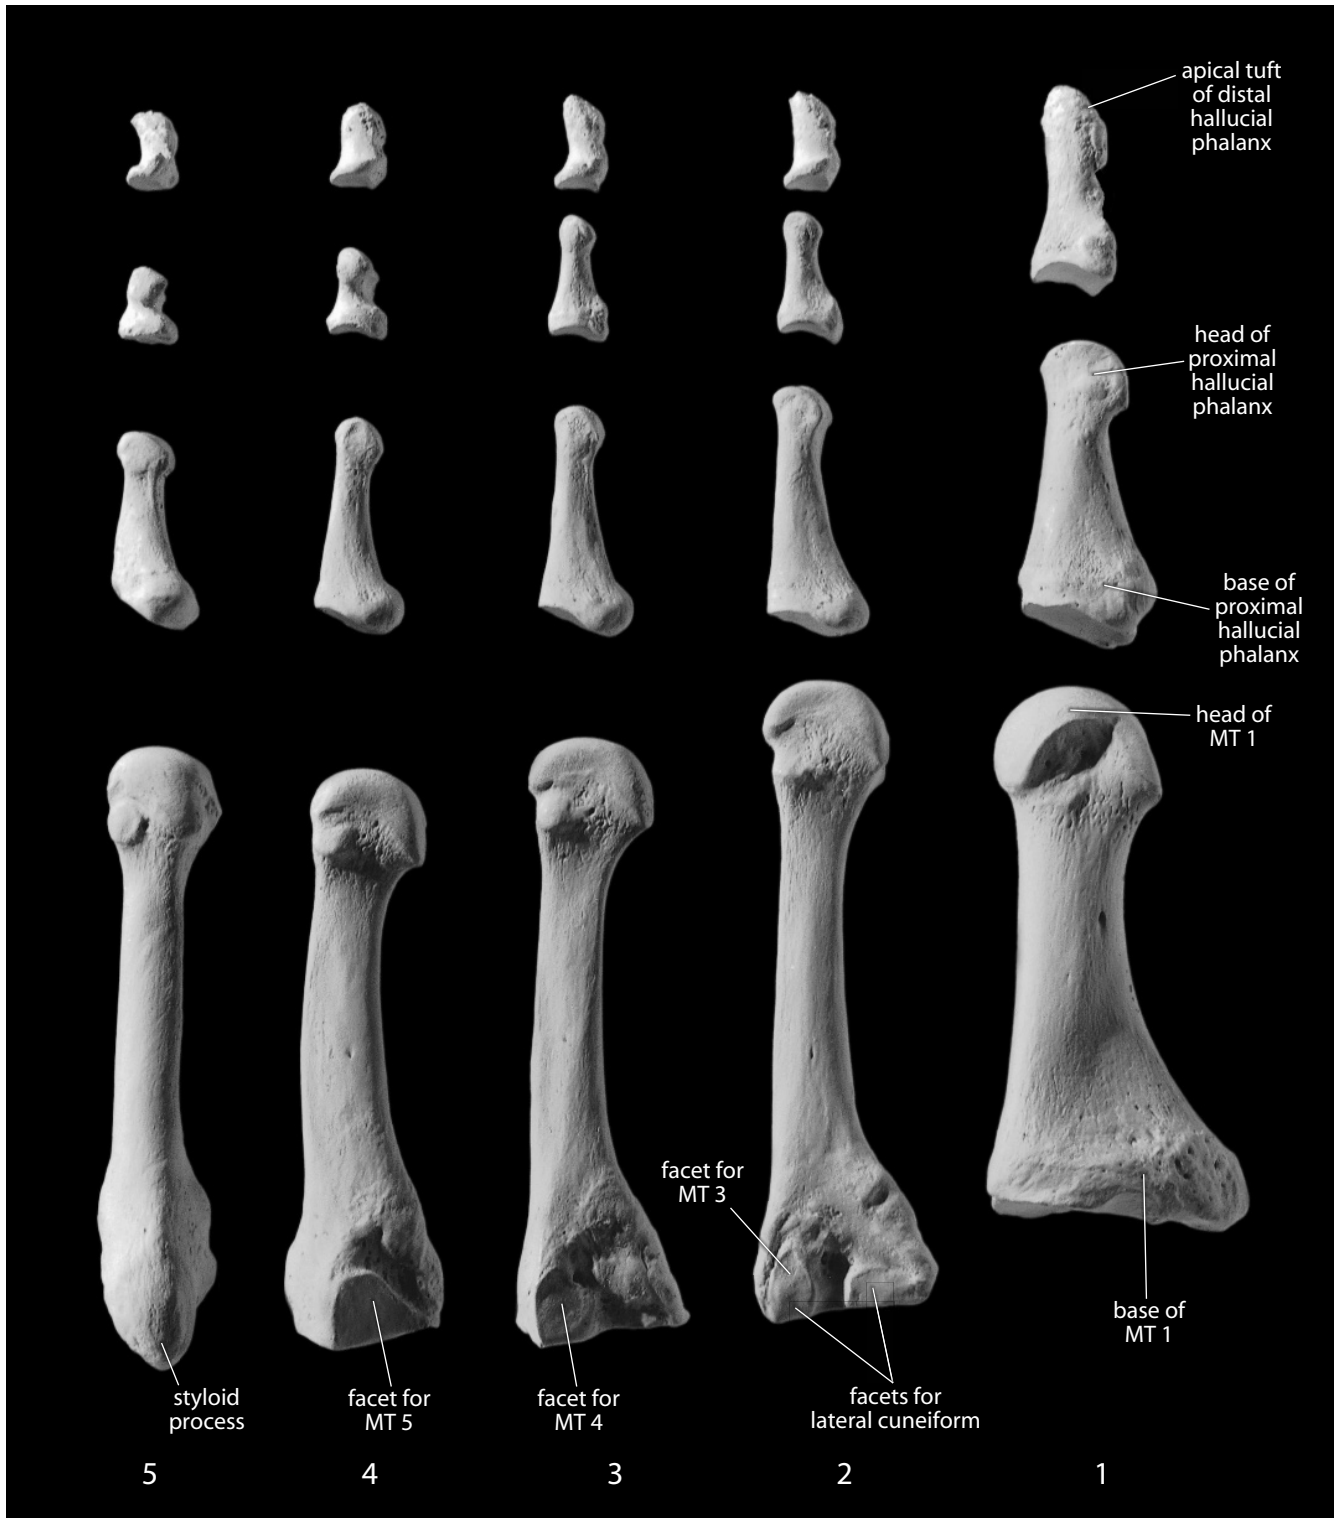 apical tuft
of distal
hallucial
phalanx
head of
proximal
hallucial
phalanx
base of
proximal
hallucial
phalanx
head of
MT 1
facet for
MT 3
base of
MT 1
styloid
process
facet for
MT 5
facet for
MT 4
facets for
lateral cuneiform
5 4 3 2 1